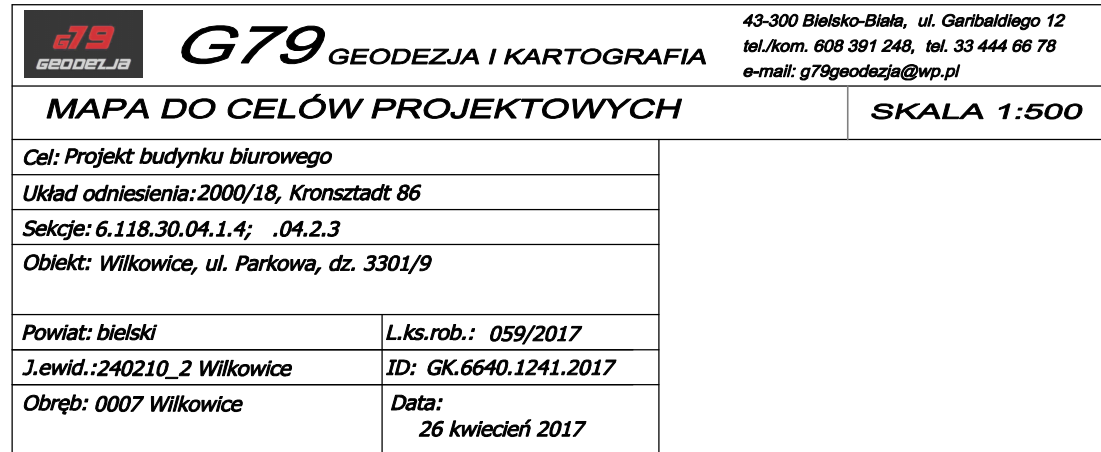 G79
GEODEZJA
G79 GEODEZJA I KARTOGRAFIA
43-300 Bielsko-Biała, ul. Garibaldiego 12
tel./kom. 608 391 248, tel. 33 444 66 78
e-mail: g79geodezja@wp.pl
MAPA DO CELÓW PROJEKTOWYCH
SKALA 1:500
Cel: Projekt budynku biurowego
Układ odniesienia: 2000/18, Kronsztadt 86
Sekcje: 6.118.30.04.1.4; .04.2.3
Obiekt: Wilkowice, ul. Parkowa, dz. 3301/9
Powiat: bielski
L.ks.rob.: 059/2017
J.ewid.:240210_2 Wilkowice
ID: GK.6640.1241.2017
Obręb: 0007 Wilkowice
Data:
26 kwiecień 2017